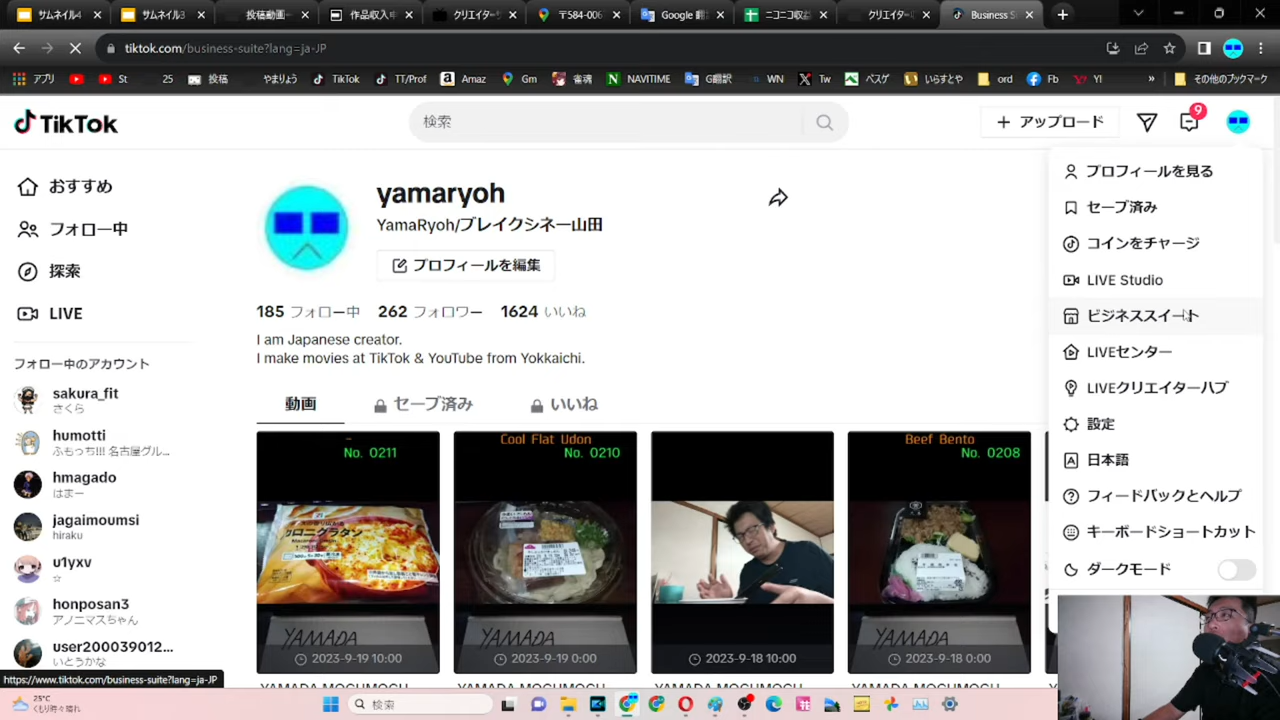 サムネイル4
サムネイル3
投稿動画
作品収入申
クリエイターサ
〒584-006
Google 翻
ニコニコ収益
クリエイター
Business S
tiktok.com/business-suite?lang=ja-JP
アプリ St 25 投稿 やまりょう TikTok TT/Prof Amaz Gm 雀魂 NAVITIME G翻訳 WN Tw ベスゲ いらすとや ord Fb Y! » その他のブックマーク
TikTok
検索
アップロード
9
おすすめ
フォロー中
探索
LIVE
フォロー中のアカウント
sakura_fit
さくら
humotti
ふもっち!!! 名古屋グル...
hmagado
はまー
jagaimoumsi
hiraku
u1yxv
☆
honposan3
アノニマスちゃん
user200039012...
いとうかな
https://www.tiktok.com/business-suite?lang=ja-JP
yamaryoh
YamaRyoh/ブレイクシネマ山田
プロフィールを編集
185 フォロー中 262 フォロワー 1624 いいね
I am Japanese creator.
I make movies at TikTok & YouTube from Yokkaichi.
動画 セーブ済み いいね
No. 0211
YAMADA
2023-9-19 10:00
Cool Flat Udon
No. 0210
YAMADA
2023-9-19 0:00
2023-9-18 10:00
Beef Bento
No. 0208
YAMADA
2023-9-18 0:00
プロフィールを見る
セーブ済み
コインをチャージ
LIVE Studio
ビジネススイート
LIVEセンター
LIVEクリエイターハブ
設定
日本語
フィードバックとヘルプ
キーボードショートカット
ダークモード
25°C
くもり時々晴れ
検索